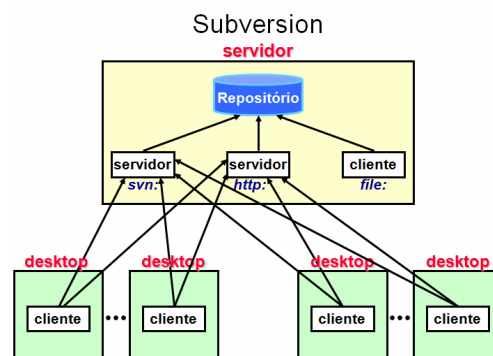 Subversion
servidor
Repositório
servidor servidor cliente
svn: http: file:
desktop desktop desktop desktop
cliente ••• cliente cliente ••• cliente